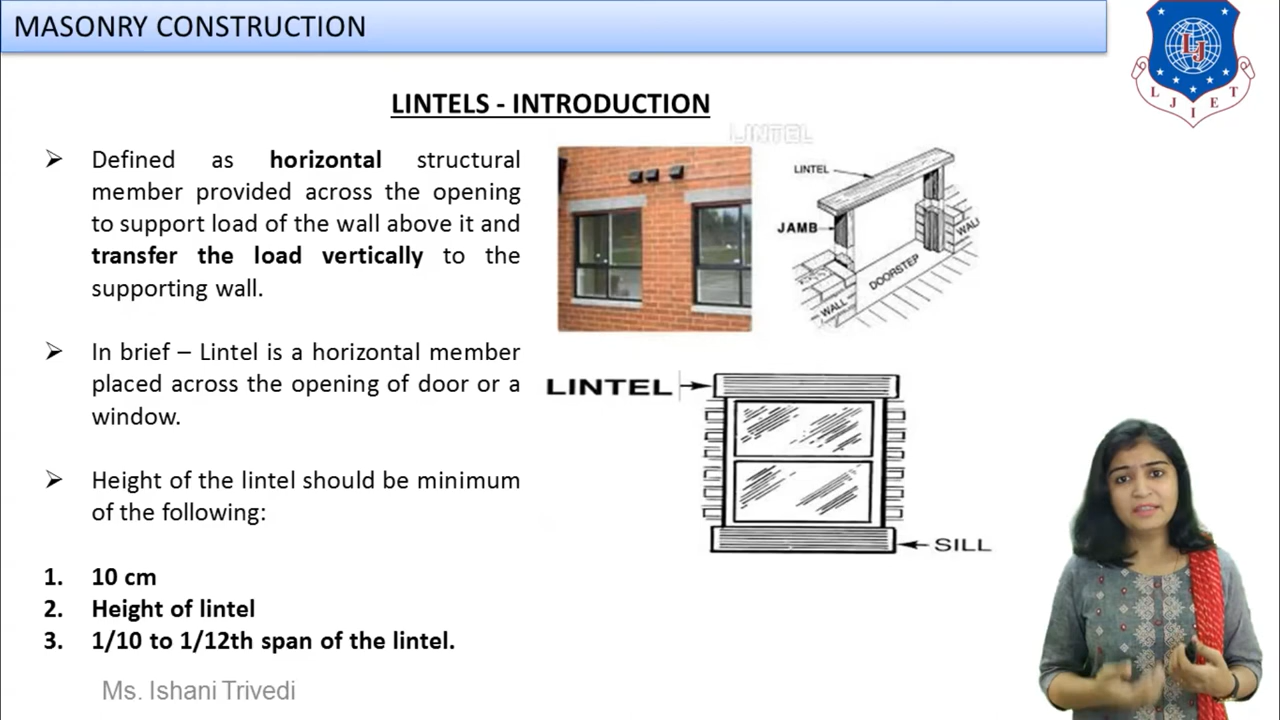 MASONRY CONSTRUCTION
L J I E T
LJ
LINTELS - INTRODUCTION
LINTEL
➢ Defined as horizontal structural
member provided across the opening
to support load of the wall above it and
transfer the load vertically to the
supporting wall.
LINTEL
JAMB
WALL
DOORSTEP
WALL
➢ In brief – Lintel is a horizontal member
placed across the opening of door or a
window.
LINTEL
SILL
➢ Height of the lintel should be minimum
of the following:
1. 10 cm
2. Height of lintel
3. 1/10 to 1/12th span of the lintel.
Ms. Ishani Trivedi